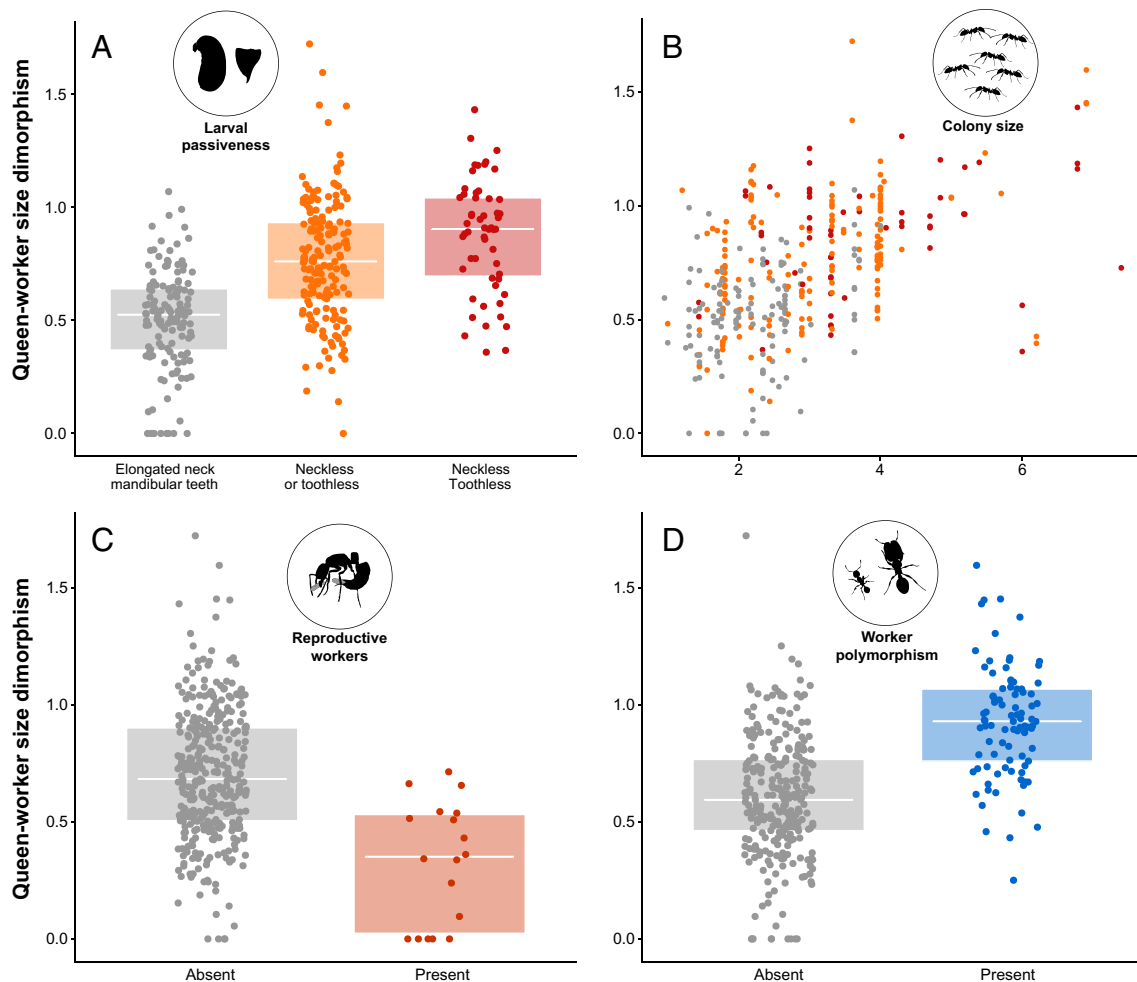 A
Larval
passiveness
Queen-worker size dimorphism
1.5
1.0
0.5
0.0
Elongated neck
mandibular teeth
Neckless
or toothless
Neckless
Toothless
B
Colony size
1.5
1.0
0.5
0.0
2
4
6
C
Reproductive
workers
Queen-worker size dimorphism
1.5
1.0
0.5
0.0
Absent
Present
D
Worker
polymorphism
1.5
1.0
0.5
0.0
Absent
Present